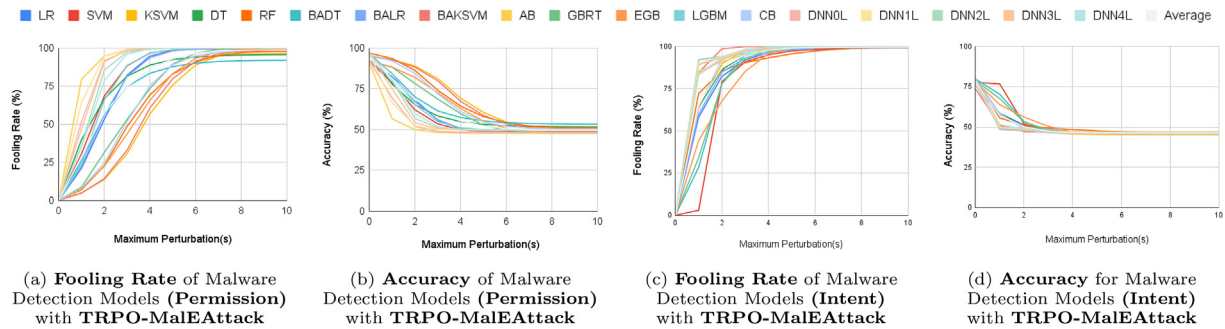 LR SVM KSVM DT RF BADT BALR BAKSVM AB GBRT EGB LGBM CB DNN0L DNN1L DNN2L DNN3L DNN4L Average
Fooling Rate (%)
100
75
50
25
0
0 2 4 6 8 10
Maximum Perturbation(s)
(a) Fooling Rate of Malware
Detection Models (Permission)
with TRPO-MalEAttack
Accuracy (%)
100
75
50
25
0
0 2 4 6 8 10
Maximum Perturbation(s)
(b) Accuracy of Malware
Detection Models (Permission)
with TRPO-MalEAttack
Fooling Rate (%)
100
75
50
25
0
0 2 4 6 8 10
Maximum Perturbation(s)
(c) Fooling Rate of Malware
Detection Models (Intent)
with TRPO-MalEAttack
Accuracy (%)
100
75
50
25
0
0 2 4 6 8 10
Maximum Perturbation(s)
(d) Accuracy for Malware
Detection Models (Intent)
with TRPO-MalEAttack